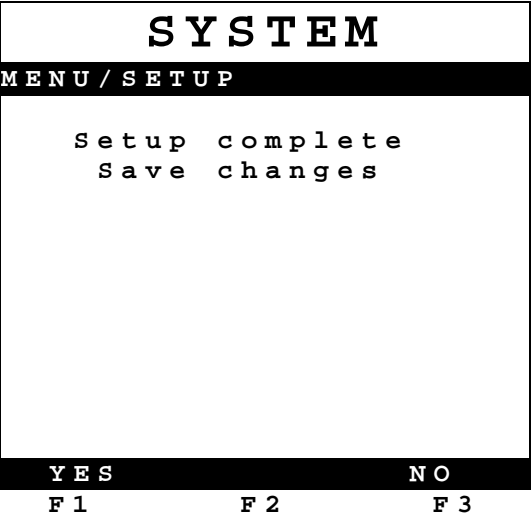 SYSTEM
MENU/SETUP
Setup complete
Save changes
YES NO
F1 F2 F3